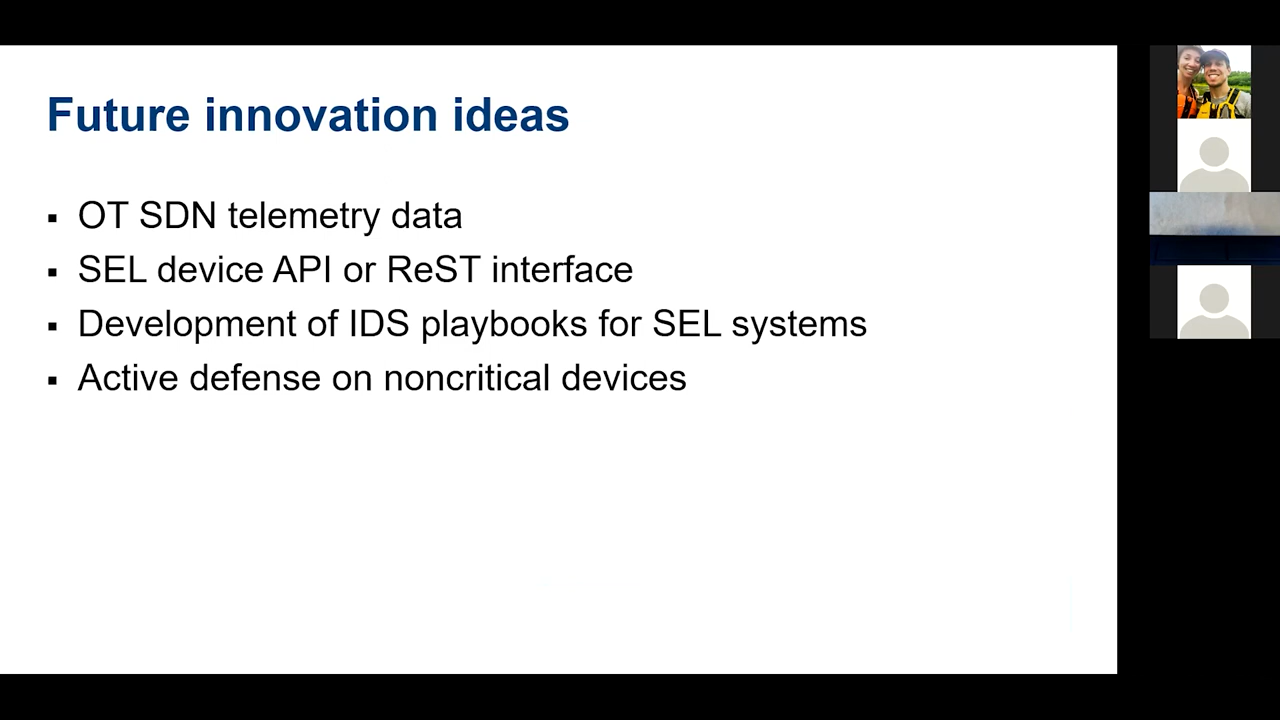 Future innovation ideas
▪ OT SDN telemetry data
▪ SEL device API or ReST interface
▪ Development of IDS playbooks for SEL systems
▪ Active defense on noncritical devices